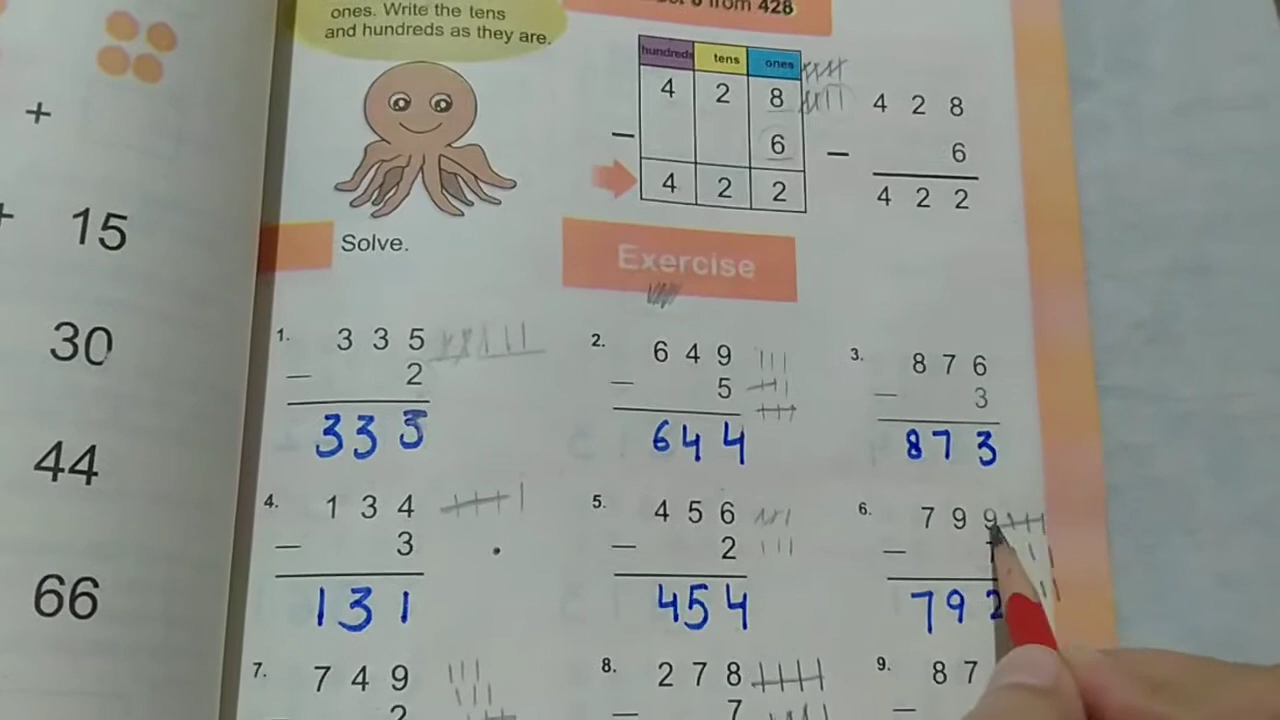 ones. Write the tens
and hundreds as they are.
from 428
hundreds tens ones
4 2 8
− 6
4 2 2
4 2 8
− 6
4 2 2
+
+ 15
30
44
66
Solve.
Exercise
1. 3 3 5
− 2
3 3 3
2. 6 4 9
− 5
6 4 4
3. 8 7 6
− 3
8 7 3
4. 1 3 4
− 3
1 3 1
5. 4 5 6
− 2
4 5 4
6. 7 9 9
−
7 9 2
7. 7 4 9
2
8. 2 7 8
− 7
9. 8 7
−